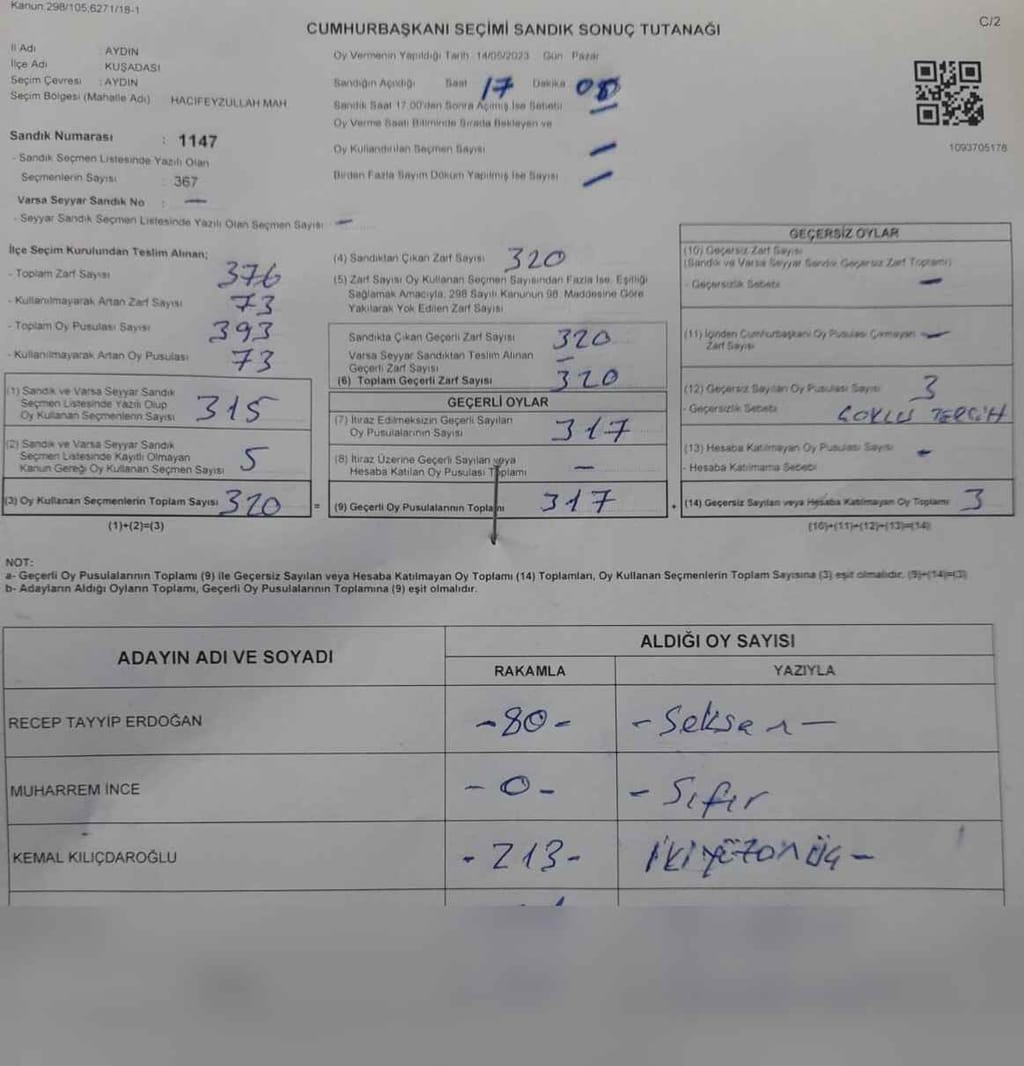 Kanun:298/105,6271/18-1
C/2
CUMHURBAŞKANI SEÇİMİ SANDIK SONUÇ TUTANAĞI
İl Adı : AYDIN
İlçe Adı : KUŞADASI
Seçim Çevresi : AYDIN
Seçim Bölgesi (Mahalle Adı) HACIFEYZULLAH MAH
Sandık Numarası : 1147
- Sandık Seçmen Listesinde Yazılı Olan
Seçmenlerin Sayısı : 367
Varsa Seyyar Sandık No : —
- Seyyar Sandık Seçmen Listesinde Yazılı Olan Seçmen Sayısı : —
Oy Vermenin Yapıldığı Tarih 14/05/2023 Gün Pazar
Sandığın Açıldığı Saat 17 Dakika 00
Sandık Saat 17.00'den Sonra Açılmış İse Sebebi —
Oy Verme Saati Bitiminde Sırada Bekleyen ve
Oy Kullandırılan Seçmen Sayısı —
Birden Fazla Sayım Döküm Yapılmış İse Sayısı —
1093705178
İlçe Seçim Kurulundan Teslim Alınan;
- Toplam Zarf Sayısı 376
- Kullanılmayarak Artan Zarf Sayısı 73
- Toplam Oy Pusulası Sayısı 393
- Kullanılmayarak Artan Oy Pusulası 73
(1) Sandık ve Varsa Seyyar Sandık
Seçmen Listesinde Yazılı Olup
Oy Kullanan Seçmenlerin Sayısı 315
(2) Sandık ve Varsa Seyyar Sandık
Seçmen Listesinde Kayıtlı Olmayan
Kanun Gereği Oy Kullanan Seçmen Sayısı 5
(3) Oy Kullanan Seçmenlerin Toplam Sayısı 320
(1)+(2)=(3)
(4) Sandıktan Çıkan Zarf Sayısı 320
(5) Zarf Sayısı Oy Kullanan Seçmen Sayısından Fazla İse, Eşitliği
Sağlamak Amacıyla, 298 Sayılı Kanunun 98. Maddesine Göre
Yakılarak Yok Edilen Zarf Sayısı
Sandıkta Çıkan Geçerli Zarf Sayısı 320
Varsa Seyyar Sandıktan Teslim Alınan
Geçerli Zarf Sayısı —
(6) Toplam Geçerli Zarf Sayısı 320
GEÇERLİ OYLAR
(7) İtiraz Edilmeksizin Geçerli Sayılan
Oy Pusulalarının Sayısı 317
(8) İtiraz Üzerine Geçerli Sayılan veya
Hesaba Katılan Oy Pusulası Toplamı —
= (9) Geçerli Oy Pusulalarının Toplamı 317
GEÇERSİZ OYLAR
(10) Geçersiz Zarf Sayısı
(Sandık ve Varsa Seyyar Sandık Geçersiz Zarf Toplamı)
- Geçersizlik Sebebi —
(11) İçinden Cumhurbaşkanı Oy Pusulası Çıkmayan
Zarf Sayısı —
(12) Geçersiz Sayılan Oy Pusulası Sayısı 3
- Geçersizlik Sebebi ÇOKLU TERCİH
(13) Hesaba Katılmayan Oy Pusulası Sayısı —
- Hesaba Katılmama Sebebi
+ (14) Geçersiz Sayılan veya Hesaba Katılmayan Oy Toplamı 3
(10)+(11)+(12)+(13)=(14)
NOT:
a- Geçerli Oy Pusulalarının Toplamı (9) ile Geçersiz Sayılan veya Hesaba Katılmayan Oy Toplamı (14) Toplamları, Oy Kullanan Seçmenlerin Toplam Sayısına (3) eşit olmalıdır. (9)+(14)=(3)
b- Adayların Aldığı Oyların Toplamı, Geçerli Oy Pusulalarının Toplamına (9) eşit olmalıdır.
ADAYIN ADI VE SOYADI
ALDIĞI OY SAYISI
RAKAMLA YAZIYLA
RECEP TAYYİP ERDOĞAN -80- -Seksen-
MUHARREM İNCE -0- -Sıfır
KEMAL KILIÇDAROĞLU -213- İkiyüzonüç-